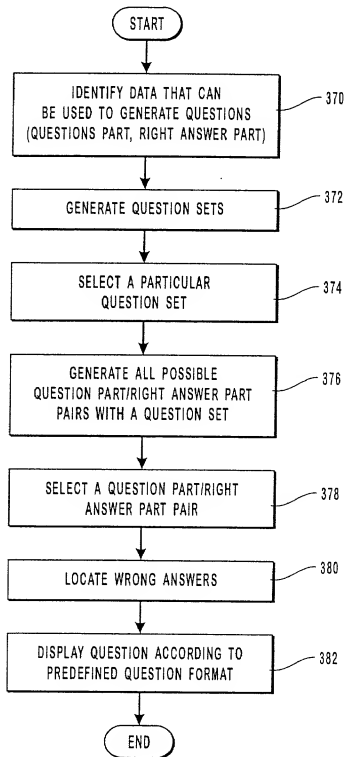 START
IDENTIFY DATA THAT CAN
BE USED TO GENERATE QUESTIONS
(QUESTIONS PART, RIGHT ANSWER PART)
370
GENERATE QUESTION SETS
372
SELECT A PARTICULAR
QUESTION SET
374
GENERATE ALL POSSIBLE
QUESTION PART/RIGHT ANSWER PART
PAIRS WITH A QUESTION SET
376
SELECT A QUESTION PART/RIGHT
ANSWER PART PAIR
378
LOCATE WRONG ANSWERS
380
DISPLAY QUESTION ACCORDING TO
PREDEFINED QUESTION FORMAT
382
END